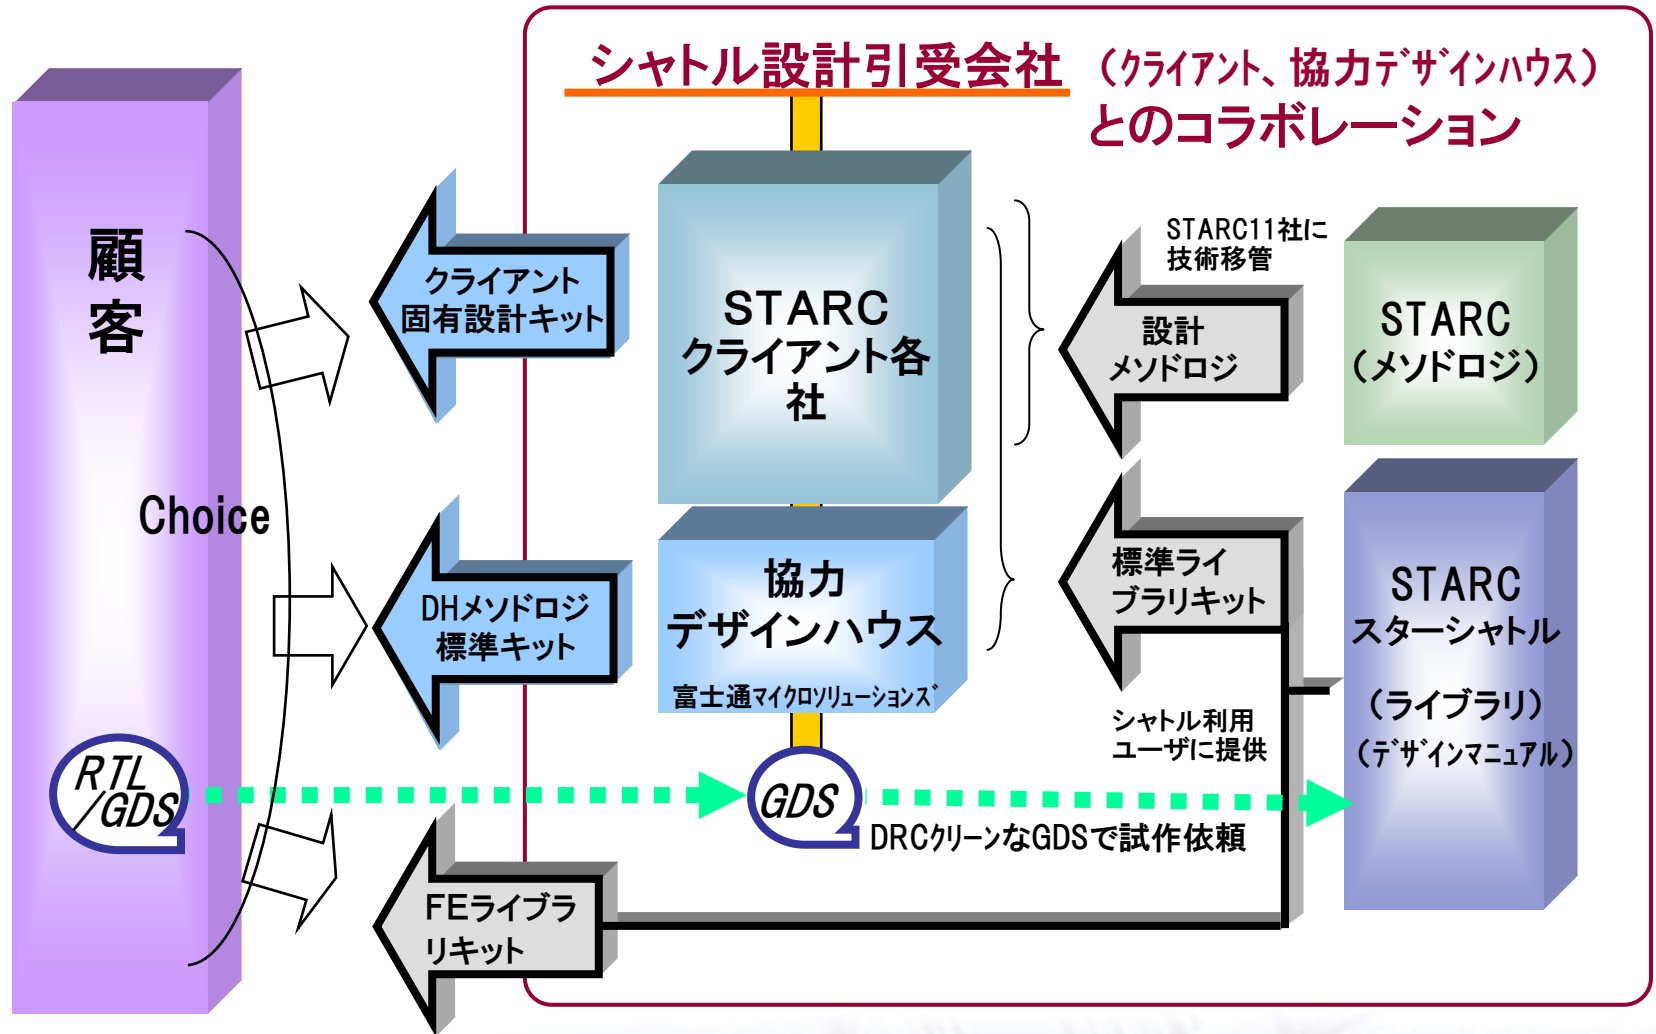 シャトル設計引受会社
（クライアント、協力デザインハウス）
とのコラボレーション
顧
客
Choice
RTL
/GDS
クライアント
固有設計キット
DHメソドロジ
標準キット
FEライブラ
リキット
STARC
クライアント各
社
協力
デザインハウス
富士通マイクロソリューションズ
GDS
DRCクリーンなGDSで試作依頼
STARC11社に
技術移管
設計
メソドロジ
標準ライ
ブラリキット
シャトル利用
ユーザに提供
STARC
（メソドロジ）
STARC
スターシャトル
（ライブラリ）
（デザインマニュアル）